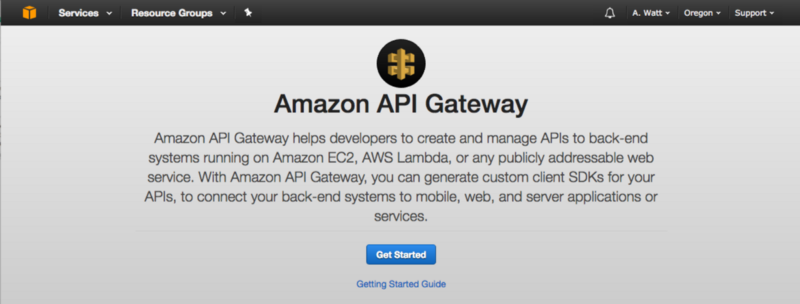 Services Resource Groups A. Watt Oregon Support
Amazon API Gateway
Amazon API Gateway helps developers to create and manage APIs to back-end
systems running on Amazon EC2, AWS Lambda, or any publicly addressable web
service. With Amazon API Gateway, you can generate custom client SDKs for your
APIs, to connect your back-end systems to mobile, web, and server applications or
services.
Get Started
Getting Started Guide